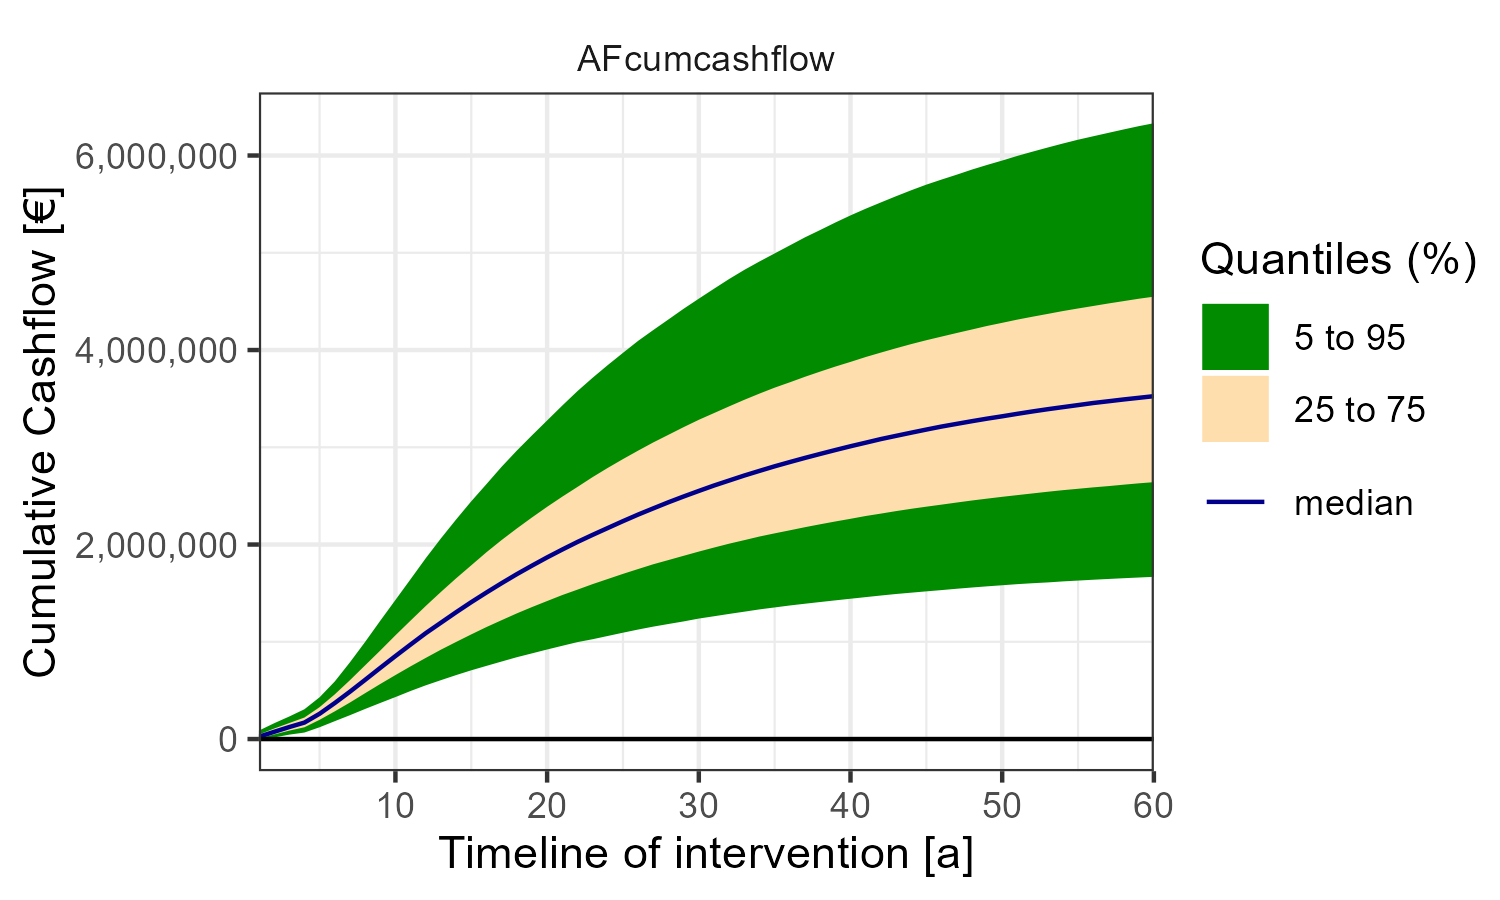 AFcumcashflow
Cumulative Cashflow [€]
6,000,000
4,000,000
2,000,000
0
10 20 30 40 50 60
Timeline of intervention [a]
Quantiles (%)
5 to 95
25 to 75
median